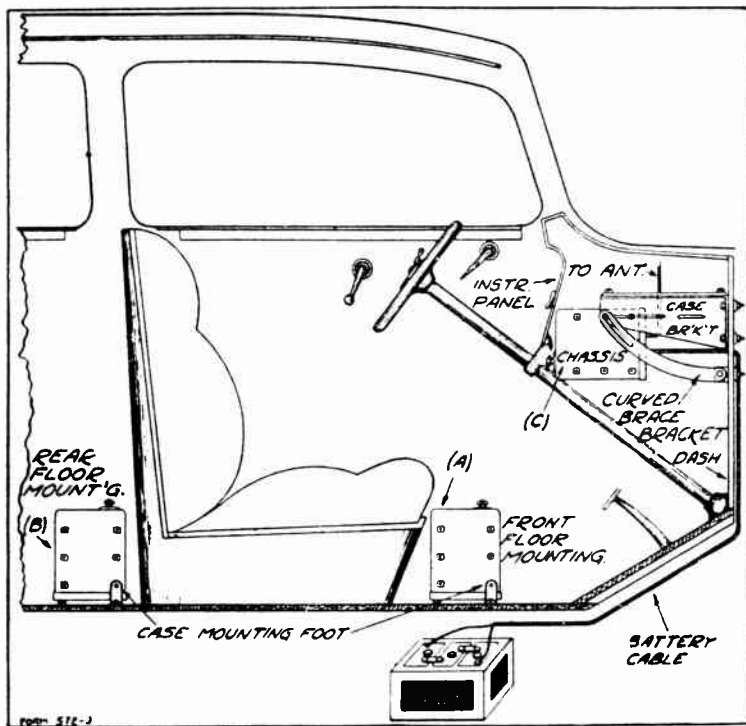 TO ANT.
INSTR.
PANEL
CASE
BR'K'T
CHASSIS
(C)
CURVED.
BRACE
BRACKET
DASH
REAR
FLOOR
MOUNT'G.
(B)
(A)
FRONT
FLOOR
MOUNTING.
CASE MOUNTING FOOT
BATTERY
CABLE